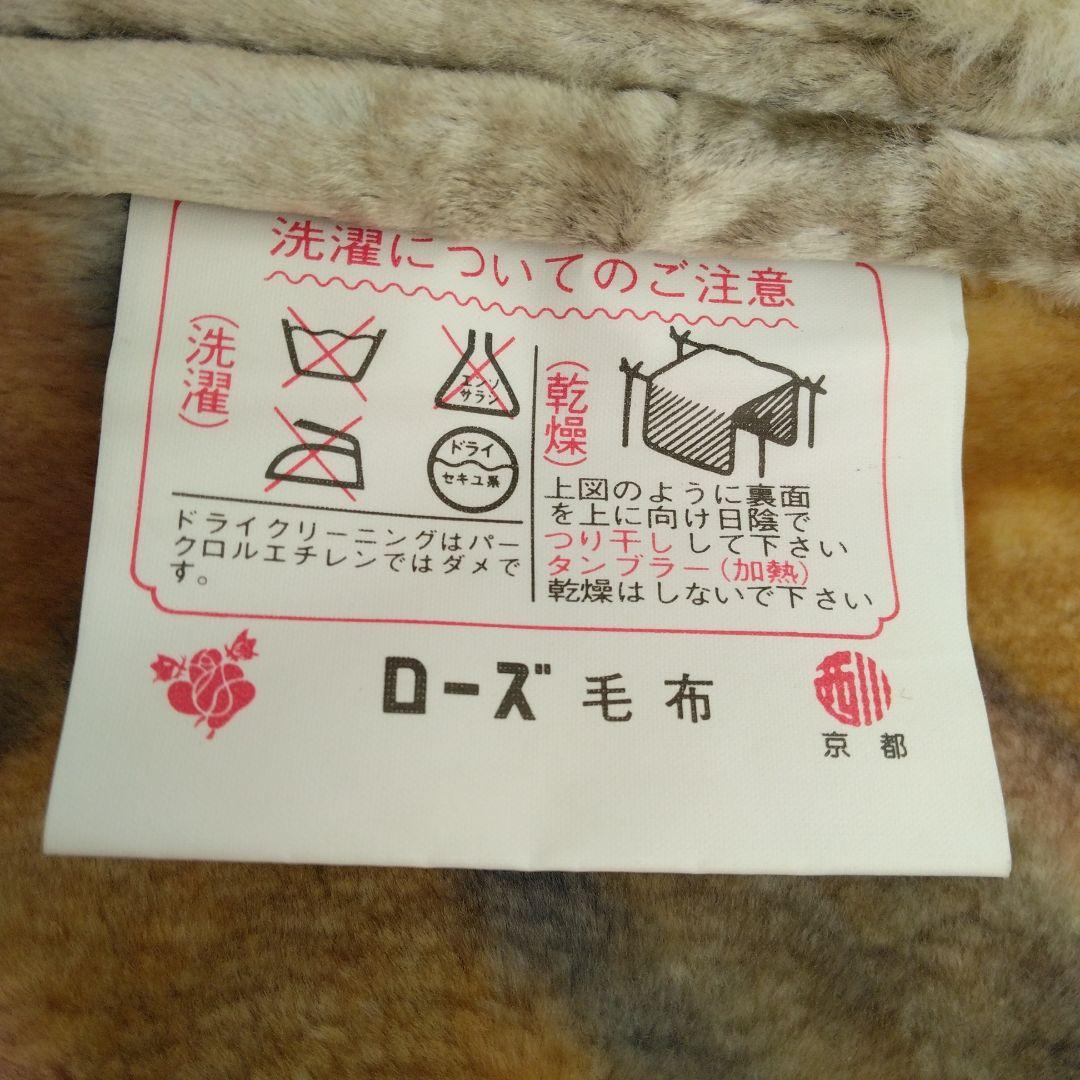 洗濯についてのご注意
(洗濯)
エンソ
サラシ
ドライ
セキユ系
ドライクリーニングはパー
クロルエチレンではダメで
す。
(乾燥)
上図のように裏面
を上に向け日陰で
つり干しして下さい
タンブラー(加熱)
乾燥はしないで下さい
ローズ毛布
西川
京都